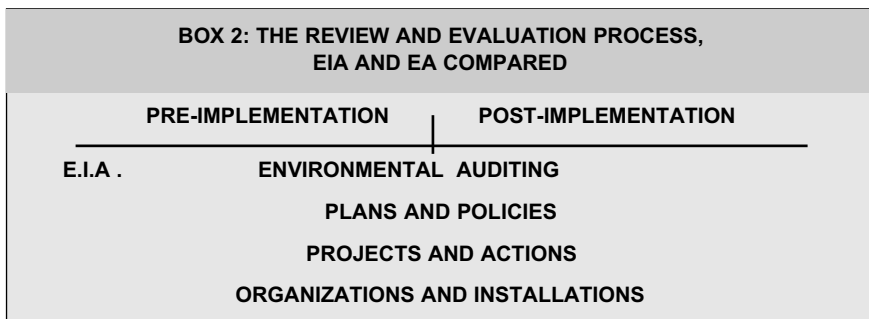 BOX 2: THE REVIEW AND EVALUATION PROCESS,
EIA AND EA COMPARED
PRE-IMPLEMENTATION POST-IMPLEMENTATION
E.I.A . ENVIRONMENTAL AUDITING
PLANS AND POLICIES
PROJECTS AND ACTIONS
ORGANIZATIONS AND INSTALLATIONS